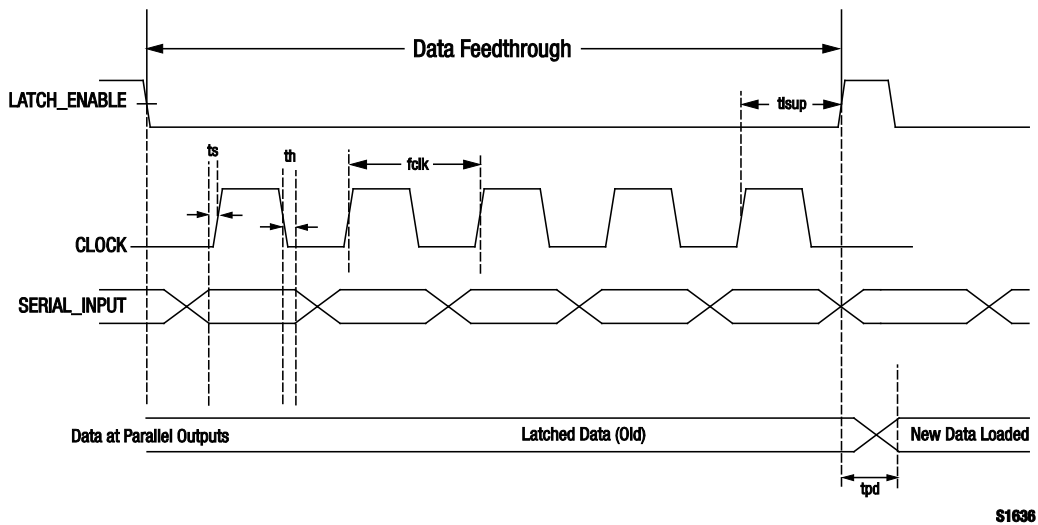 Data Feedthrough
LATCH_ENABLE
tlsup
ts
th
fclk
CLOCK
SERIAL_INPUT
Data at Parallel Outputs
Latched Data (Old)
New Data Loaded
tpd
S1636